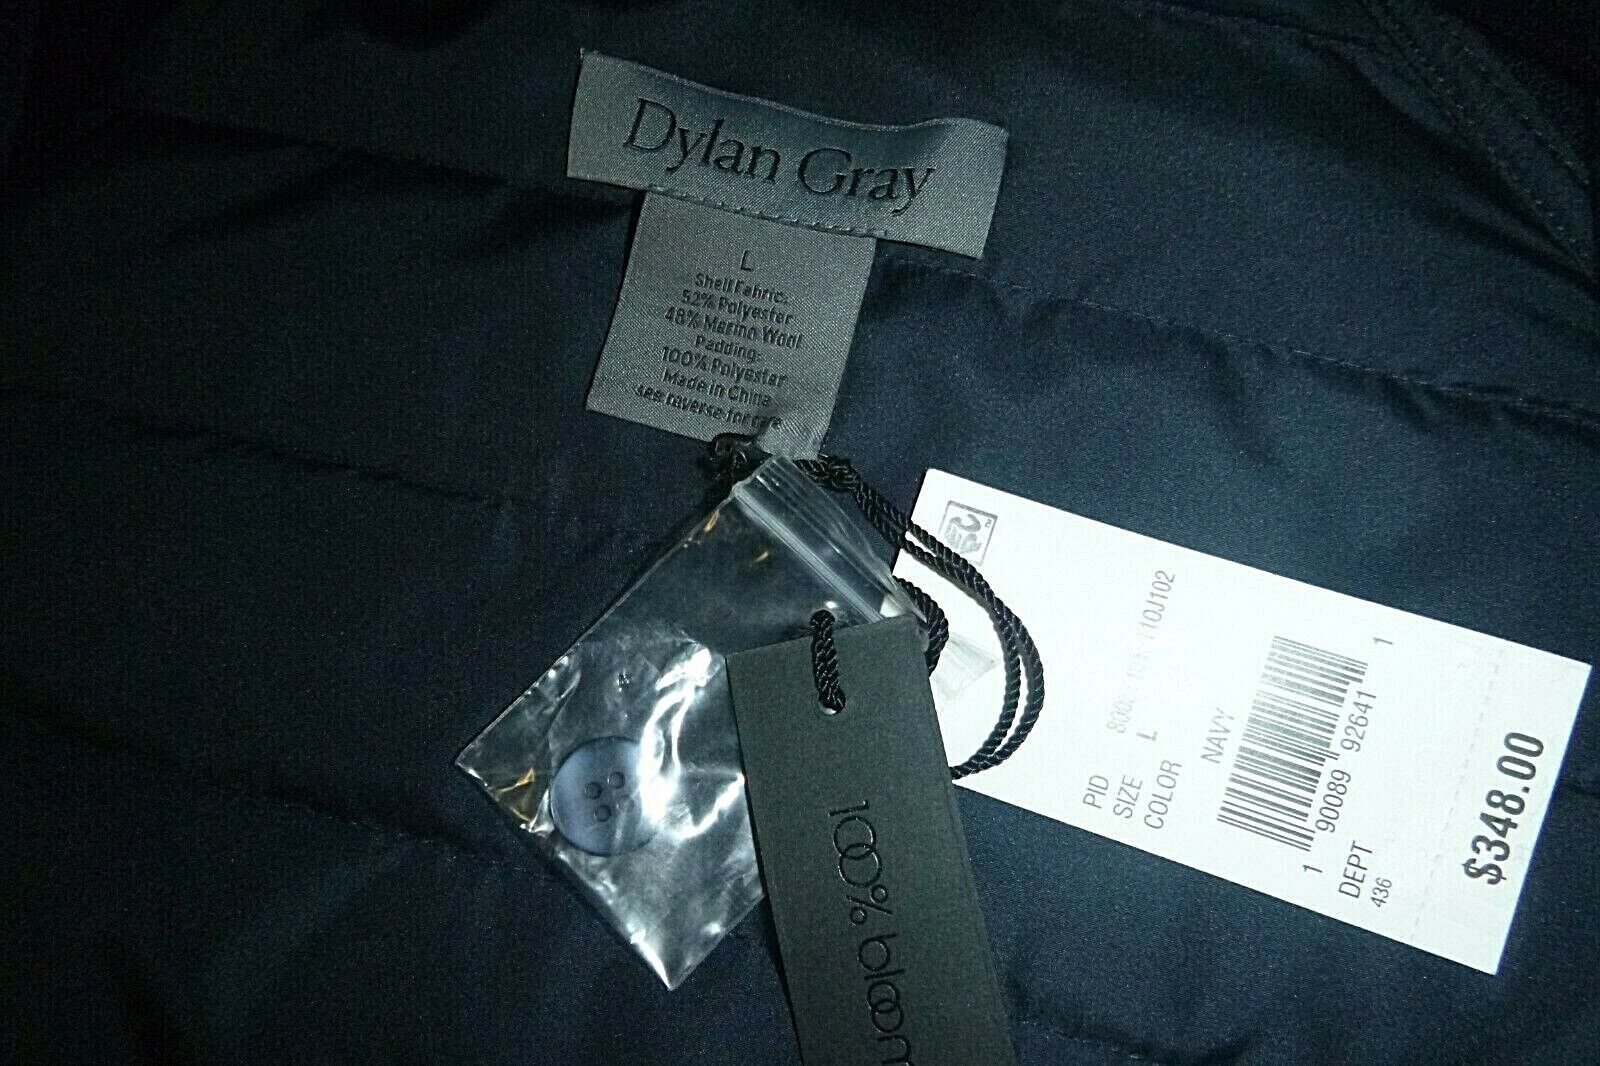 Dylan Gray
L
Shell Fabric:
52% Polyester
48% Merino Wool
Padding:
100% Polyester
Made in China
see reverse for care
PID
SIZE L
COLOR NAVY
1 90089 92641 1
DEPT
436
$348.00
100% bloom